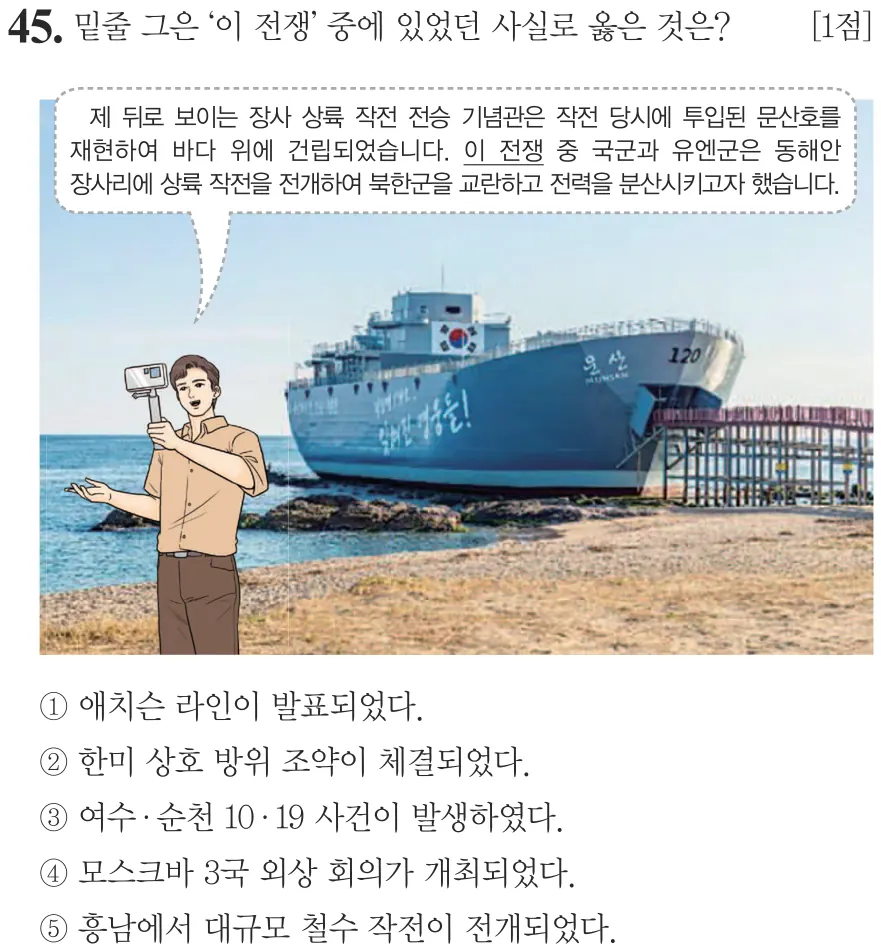 45. 밑줄 그은 ‘이 전쟁’ 중에 있었던 사실로 옳은 것은? [1점]
제 뒤로 보이는 장사 상륙 작전 전승 기념관은 작전 당시에 투입된 문산호를
재현하여 바다 위에 건립되었습니다. 이 전쟁 중 국군과 유엔군은 동해안
장사리에 상륙 작전을 전개하여 북한군을 교란하고 전력을 분산시키고자 했습니다.
문산 120
MUNSAN
① 애치슨 라인이 발표되었다.
② 한미 상호 방위 조약이 체결되었다.
③ 여수·순천 10·19 사건이 발생하였다.
④ 모스크바 3국 외상 회의가 개최되었다.
⑤ 흥남에서 대규모 철수 작전이 전개되었다.